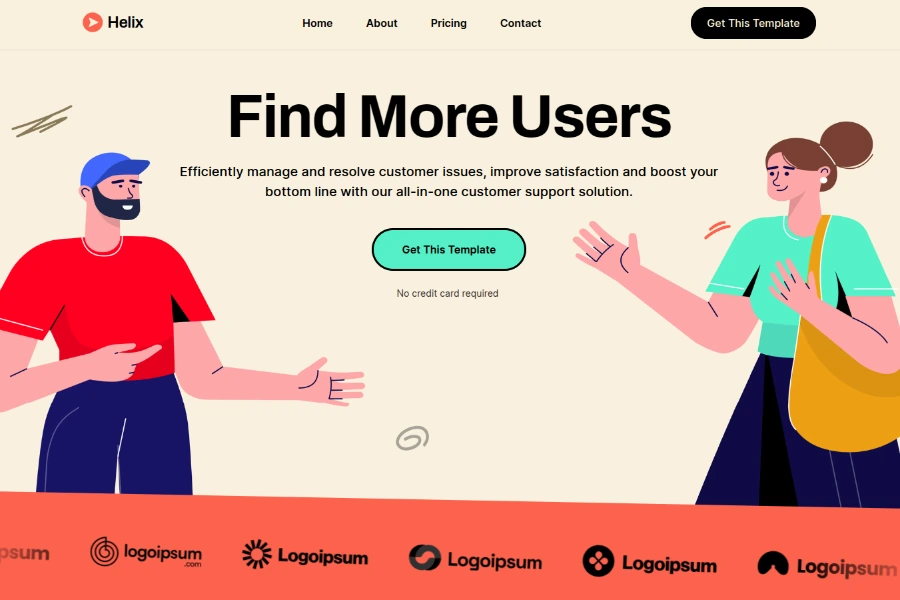 Helix
Home
About
Pricing
Contact
Get This Template
Find More Users
Efficiently manage and resolve customer issues, improve satisfaction and boost your
bottom line with our all-in-one customer support solution.
Get This Template
No credit card required
psum
logoipsum
.com
Logoipsum
Logoipsum
Logoipsum
Logoipsum